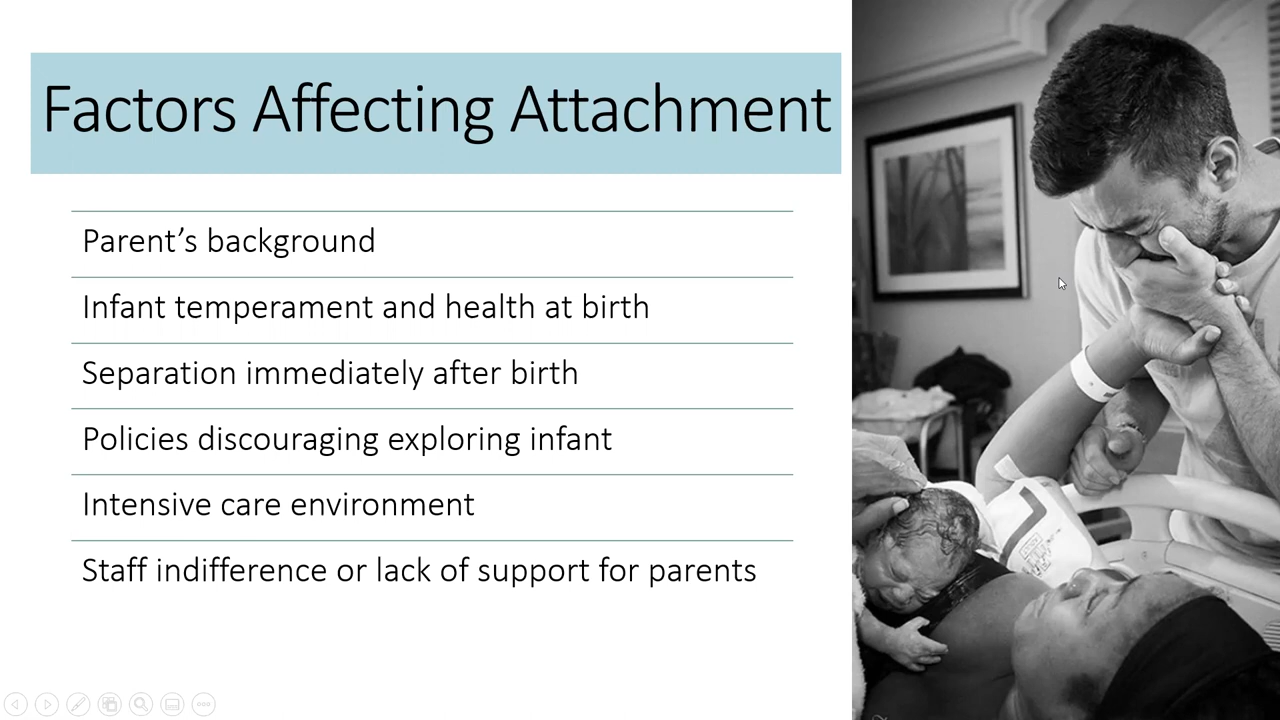 Factors Affecting Attachment
Parent’s background
Infant temperament and health at birth
Separation immediately after birth
Policies discouraging exploring infant
Intensive care environment
Staff indifference or lack of support for parents